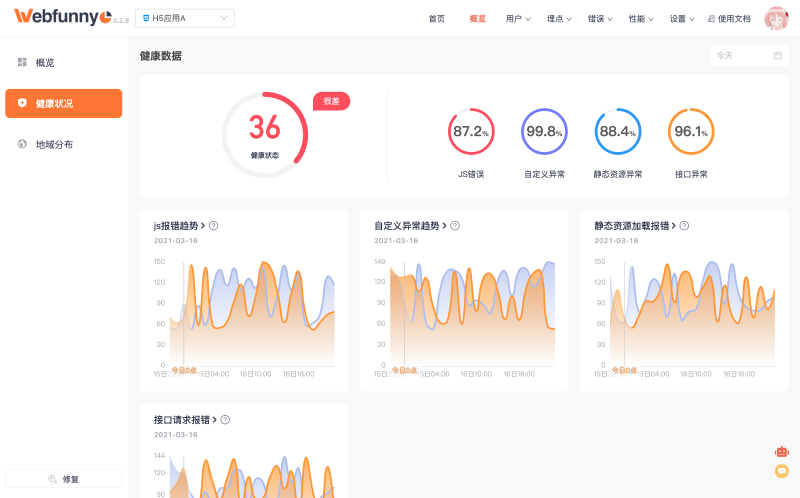 Webfunny 2.2.8
H5应用A
首页 概览 用户 埋点 错误 性能 设置 使用文档
概览
健康状况
地域分布
修复
健康数据
今天
36
健康状态
很差
87.2%
JS错误
99.8%
自定义异常
88.4%
静态资源异常
96.1%
接口异常
js报错趋势
2021-03-16
150
120
90
60
30
0
15日 今日0点 16日04:00 16日10:00 16日16:00
自定义异常趋势
2021-03-16
149
120
90
60
30
0
15日 今日0点 16日04:00 16日10:00 16日16:00
静态资源加载报错
2021-03-16
150
120
90
60
30
0
15日 今日0点 16日04:00 16日10:00 16日16:00
接口请求报错
2021-03-16
144
120
80